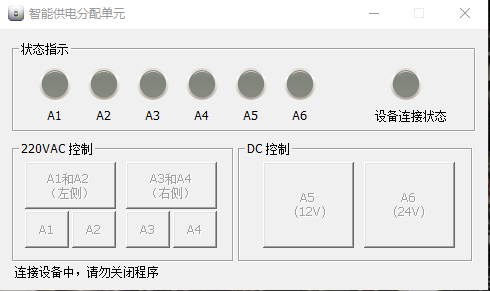 智能供电分配单元
状态指示
A1 A2 A3 A4 A5 A6 设备连接状态
220VAC 控制
A1和A2
（左侧）
A3和A4
（右侧）
A1 A2 A3 A4
DC 控制
A5
(12V)
A6
(24V)
连接设备中，请勿关闭程序